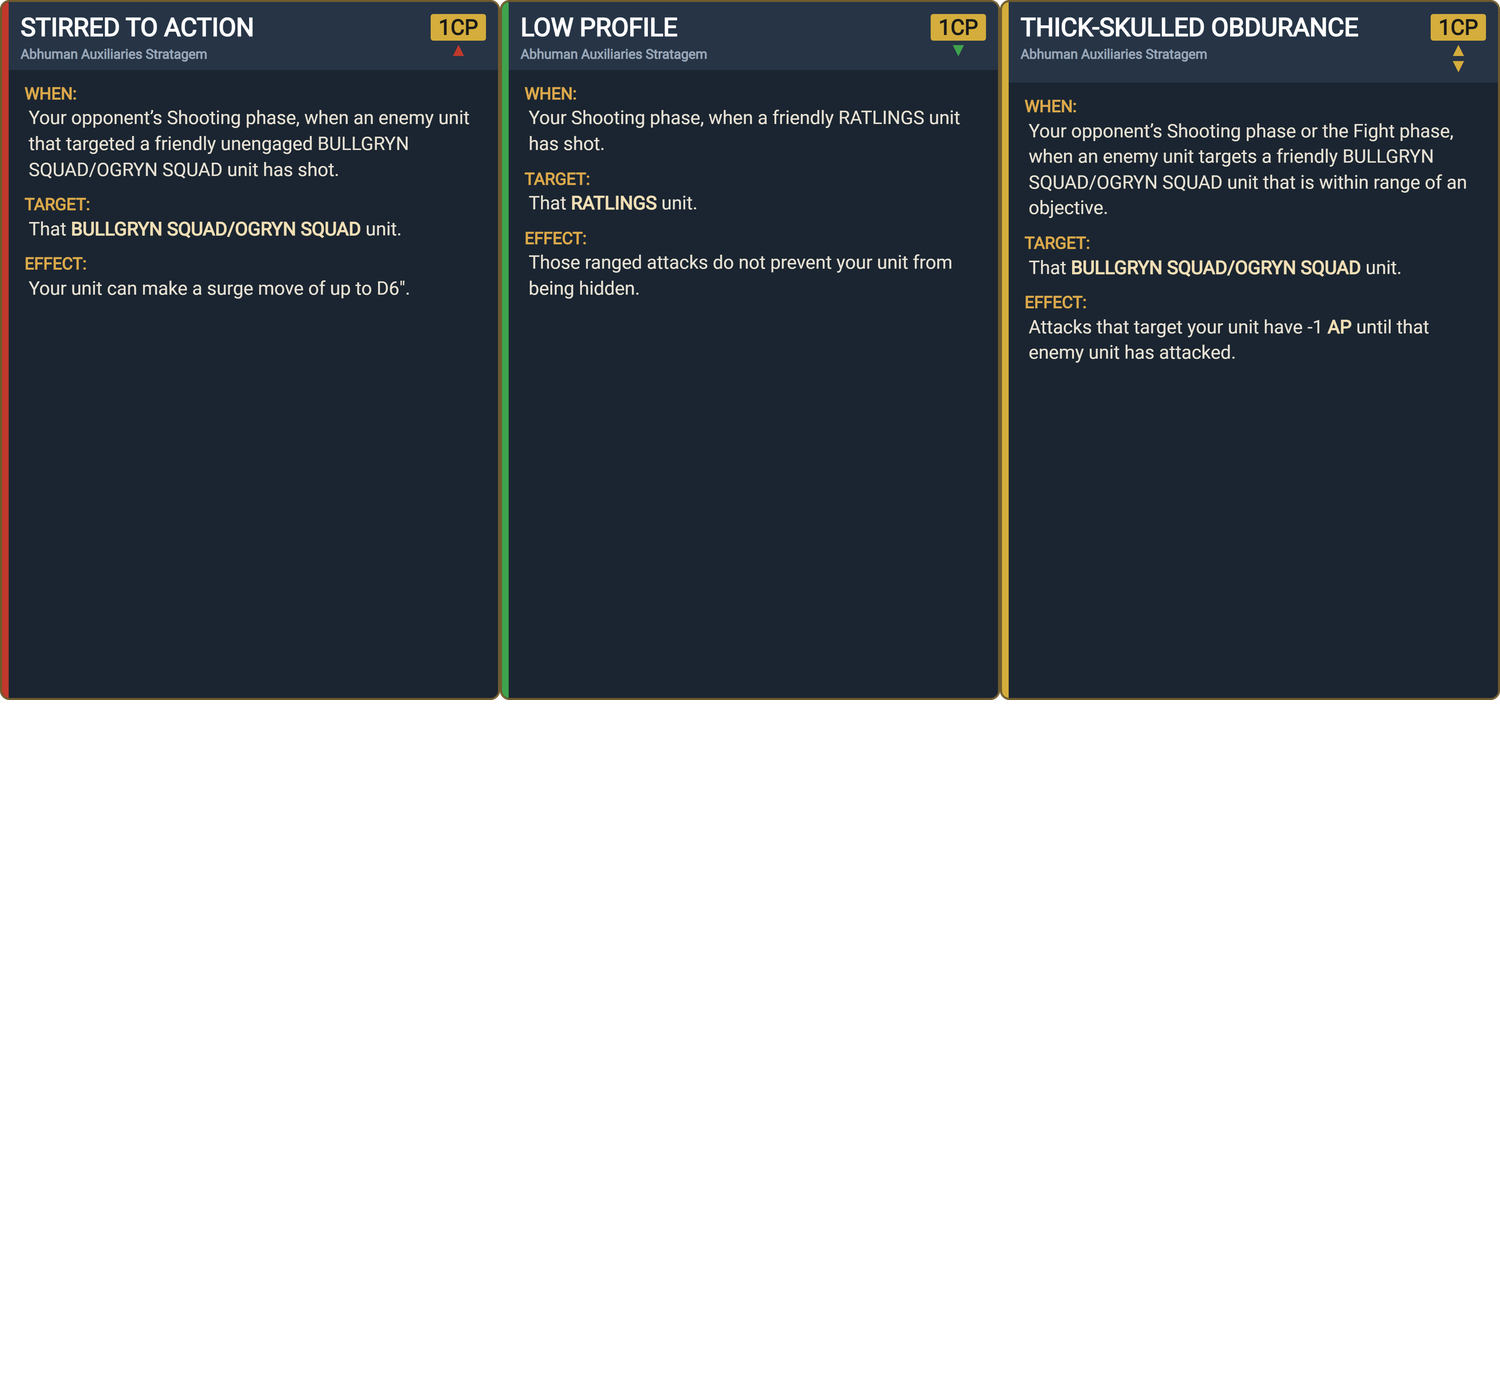 STIRRED TO ACTION
1CP
Abhuman Auxiliaries Stratagem
▲
WHEN:
Your opponent’s Shooting phase, when an enemy unit
that targeted a friendly unengaged BULLGRYN
SQUAD/OGRYN SQUAD unit has shot.
TARGET:
That BULLGRYN SQUAD/OGRYN SQUAD unit.
EFFECT:
Your unit can make a surge move of up to D6".
LOW PROFILE
1CP
Abhuman Auxiliaries Stratagem
▼
WHEN:
Your Shooting phase, when a friendly RATLINGS unit
has shot.
TARGET:
That RATLINGS unit.
EFFECT:
Those ranged attacks do not prevent your unit from
being hidden.
THICK-SKULLED OBDURANCE
1CP
Abhuman Auxiliaries Stratagem
▲
▼
WHEN:
Your opponent’s Shooting phase or the Fight phase,
when an enemy unit targets a friendly BULLGRYN
SQUAD/OGRYN SQUAD unit that is within range of an
objective.
TARGET:
That BULLGRYN SQUAD/OGRYN SQUAD unit.
EFFECT:
Attacks that target your unit have -1 AP until that
enemy unit has attacked.